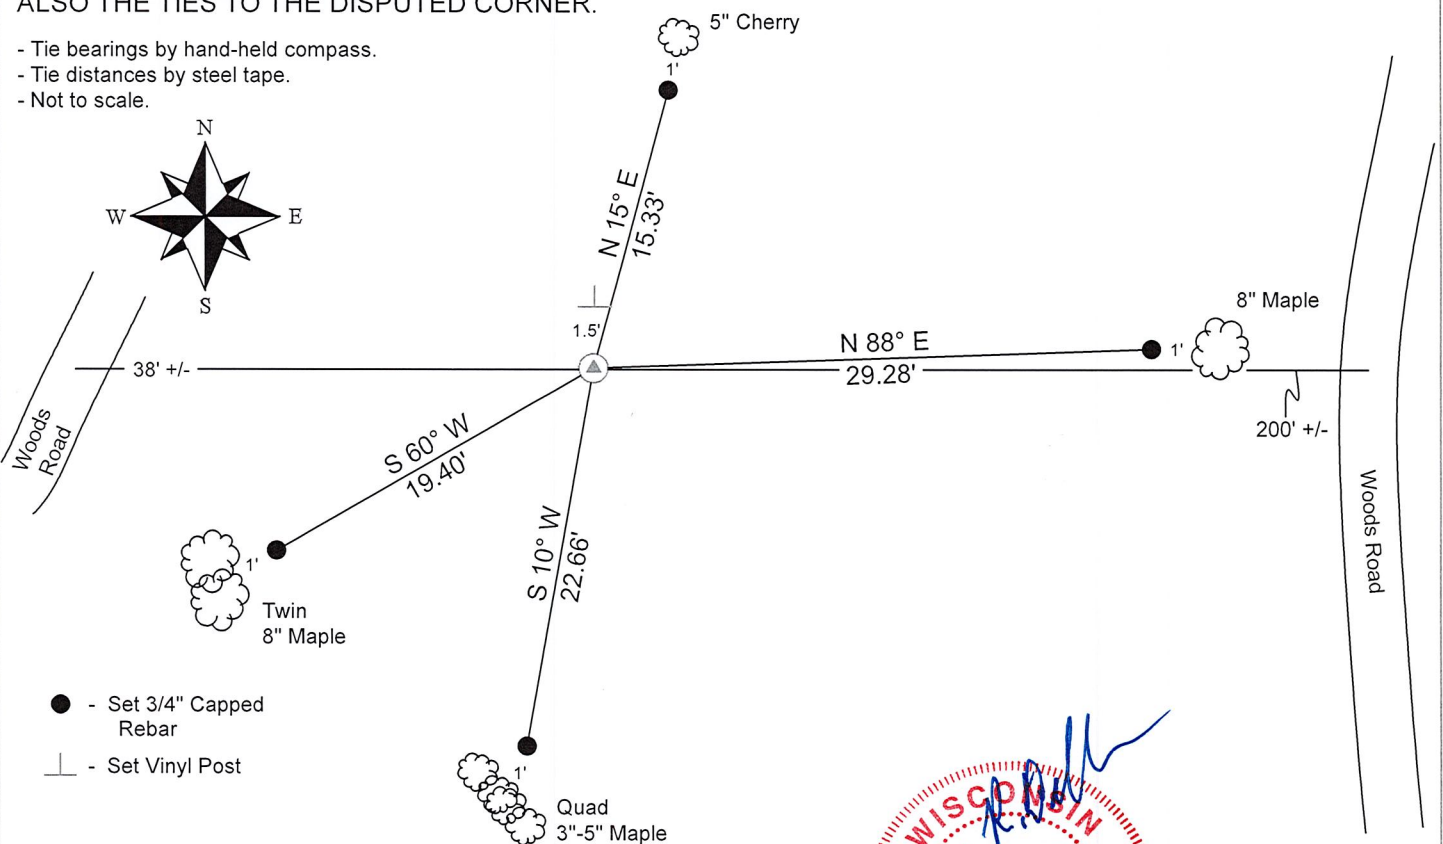 ALSO THE TIES TO THE DISPUTED CORNER.
- Tie bearings by hand-held compass.
- Tie distances by steel tape.
- Not to scale.
N
W
E
S
5" Cherry
1'
N 15° E
15.33'
1.5'
8" Maple
1'
N 88° E
29.28'
38' +/-
200' +/-
Woods
Road
Woods Road
S 60° W
19.40'
1'
Twin
8" Maple
S 10° W
22.66'
1'
Quad
3"-5" Maple
- Set 3/4" Capped
Rebar
- Set Vinyl Post
WISCONSIN